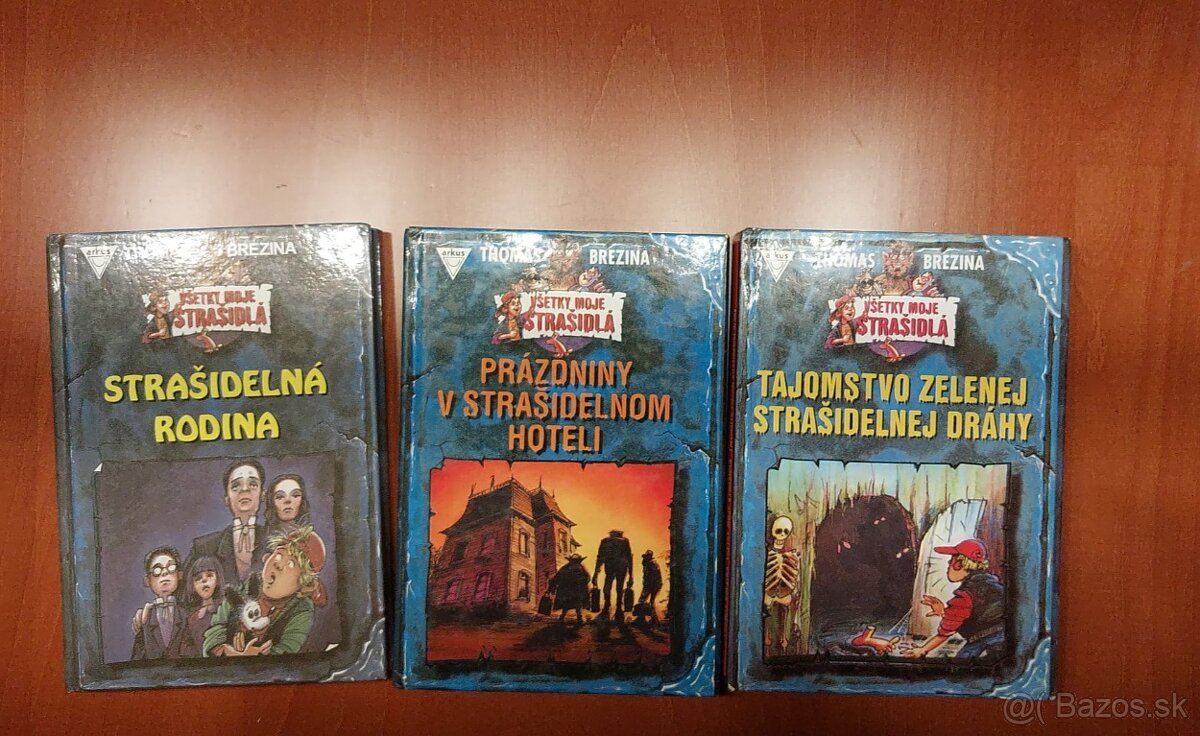 arkus
BREZINA
VŠETKY MOJE
STRAŠIDLÁ
STRAŠIDELNÁ
RODINA
arkus
THOMAS BREZINA
VŠETKY MOJE
STRAŠIDLÁ
PRÁZDNINY
V STRAŠIDELNOM
HOTELI
arkus
THOMAS BREZINA
VŠETKY MOJE
STRAŠIDLÁ
TAJOMSTVO ZELENEJ
STRAŠIDELNEJ DRÁHY
@( Bazos.sk